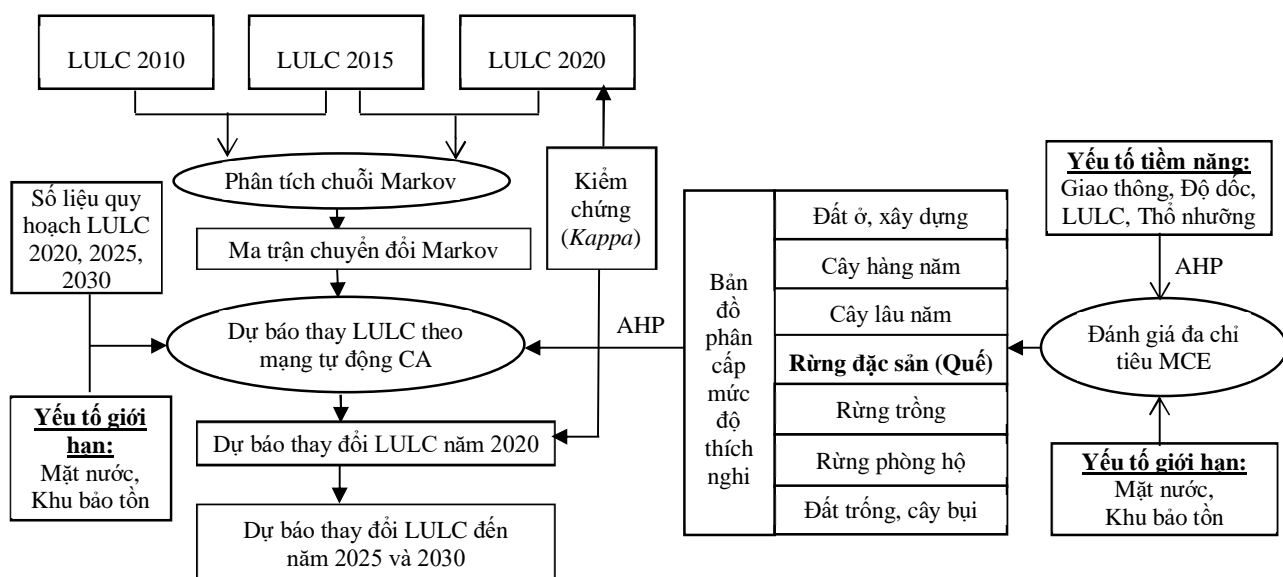 LULC 2010
LULC 2015
LULC 2020
Phân tích chuỗi Markov
Số liệu quy
hoạch LULC
2020, 2025,
2030
Ma trận chuyển đổi Markov
Kiểm
chứng
(Kappa)
Dự báo thay LULC theo
mạng tự động CA
AHP
Yếu tố giới
hạn:
Mặt nước,
Khu bảo tồn
Dự báo thay đổi LULC năm 2020
Dự báo thay đổi LULC đến
năm 2025 và 2030
Bản
đồ
phân
cấp
mức
độ
thích
nghi
Đất ở, xây dựng
Cây hàng năm
Cây lâu năm
Rừng đặc sản (Quế)
Rừng trồng
Rừng phòng hộ
Đất trống, cây bụi
Yếu tố tiềm năng:
Giao thông, Độ dốc,
LULC, Thổ nhưỡng
AHP
Đánh giá đa chỉ
tiêu MCE
Yếu tố giới hạn:
Mặt nước,
Khu bảo tồn